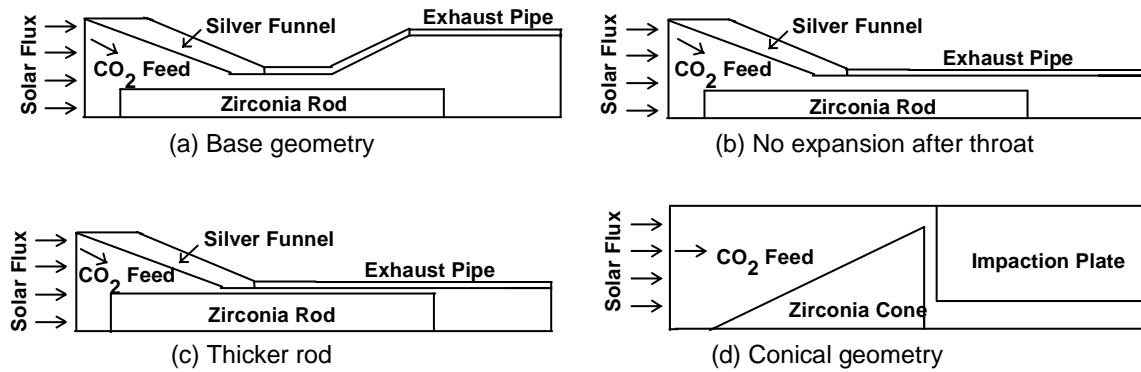 Solar Flux
CO2 Feed
Silver Funnel
Exhaust Pipe
Zirconia Rod
(a) Base geometry
Solar Flux
CO2 Feed
Silver Funnel
Exhaust Pipe
Zirconia Rod
(b) No expansion after throat
Solar Flux
CO2 Feed
Silver Funnel
Exhaust Pipe
Zirconia Rod
(c) Thicker rod
Solar Flux
CO2 Feed
Zirconia Cone
Impaction Plate
(d) Conical geometry